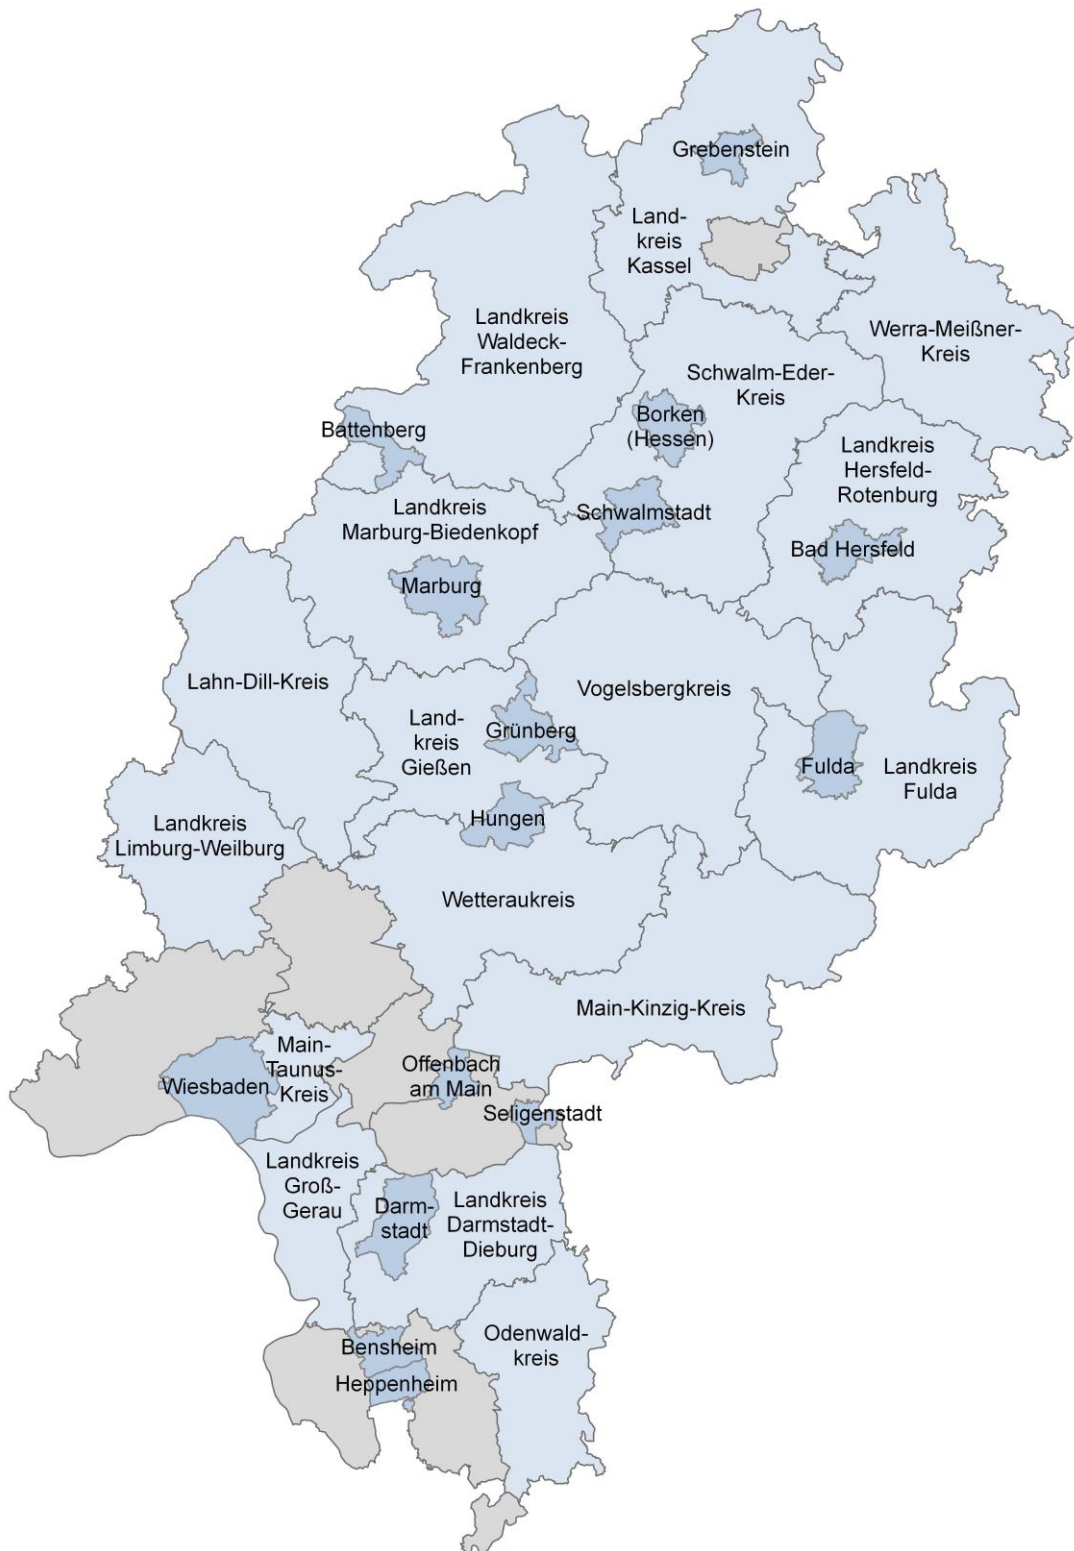 Grebenstein
Land-
kreis
Kassel
Landkreis
Waldeck-
Frankenberg
Werra-Meißner-
Kreis
Schwalm-Eder-
Kreis
Borken
(Hessen)
Battenberg
Landkreis
Hersfeld-
Rotenburg
Landkreis
Marburg-Biedenkopf
Schwalmstadt
Bad Hersfeld
Marburg
Lahn-Dill-Kreis
Vogelsbergkreis
Land-
kreis
Gießen
Grünberg
Fulda
Landkreis
Fulda
Hungen
Landkreis
Limburg-Weilburg
Wetteraukreis
Main-Kinzig-Kreis
Main-
Taunus-
Kreis
Wiesbaden
Offenbach
am Main
Seligenstadt
Landkreis
Groß-
Gerau
Darm-
stadt
Landkreis
Darmstadt-
Dieburg
Bensheim
Heppenheim
Odenwald-
kreis